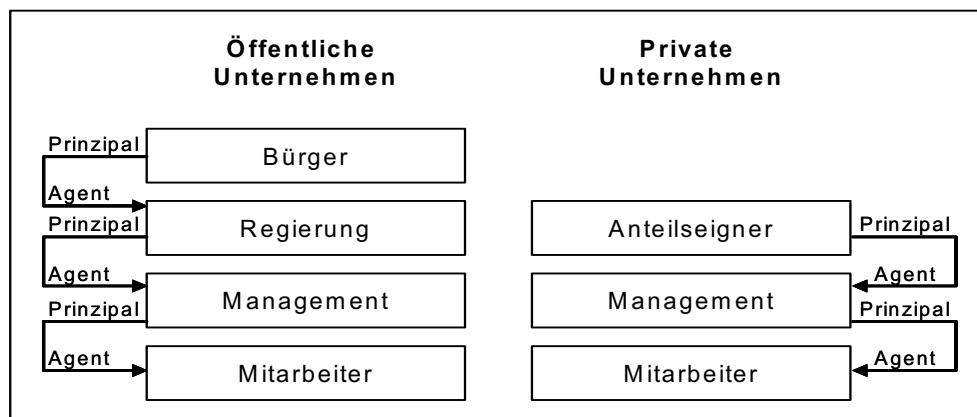 Öffentliche
Unternehmen
Private
Unternehmen
Prinzipal
Bürger
Agent
Prinzipal
Regierung
Anteilseigner
Prinzipal
Agent
Prinzipal
Management
Management
Agent
Prinzipal
Agent
Mitarbeiter
Mitarbeiter
Agent